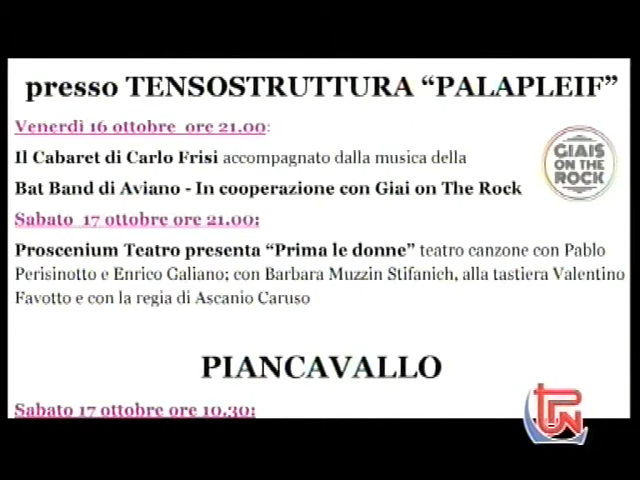 presso TENSOSTRUTTURA “PALAPLEIF”
Venerdì 16 ottobre ore 21.00:
Il Cabaret di Carlo Frisi accompagnato dalla musica della
Bat Band di Aviano - In cooperazione con Giai on The Rock
GIAIS
ON THE
ROCK
Sabato 17 ottobre ore 21.00:
Proscenium Teatro presenta “Prima le donne” teatro canzone con Pablo
Perisinotto e Enrico Galiano; con Barbara Muzzin Stifanich, alla tastiera Valentino
Favotto e con la regia di Ascanio Caruso
PIANCAVALLO
Sabato 17 ottobre ore 10.30:
TPN